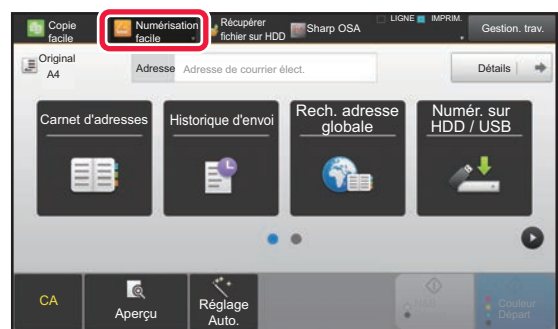 Copie
facile
Numérisation
facile
Récupérer
fichier sur HDD
Sharp OSA
LIGNE
IMPRIM.
Gestion. trav.
Original
A4
Adresse
Adresse de courrier élect.
Détails
Carnet d'adresses
Historique d'envoi
Rech. adresse
globale
Numér. sur
HDD / USB
CA
Aperçu
Réglage
Auto.
Couleur
Départ